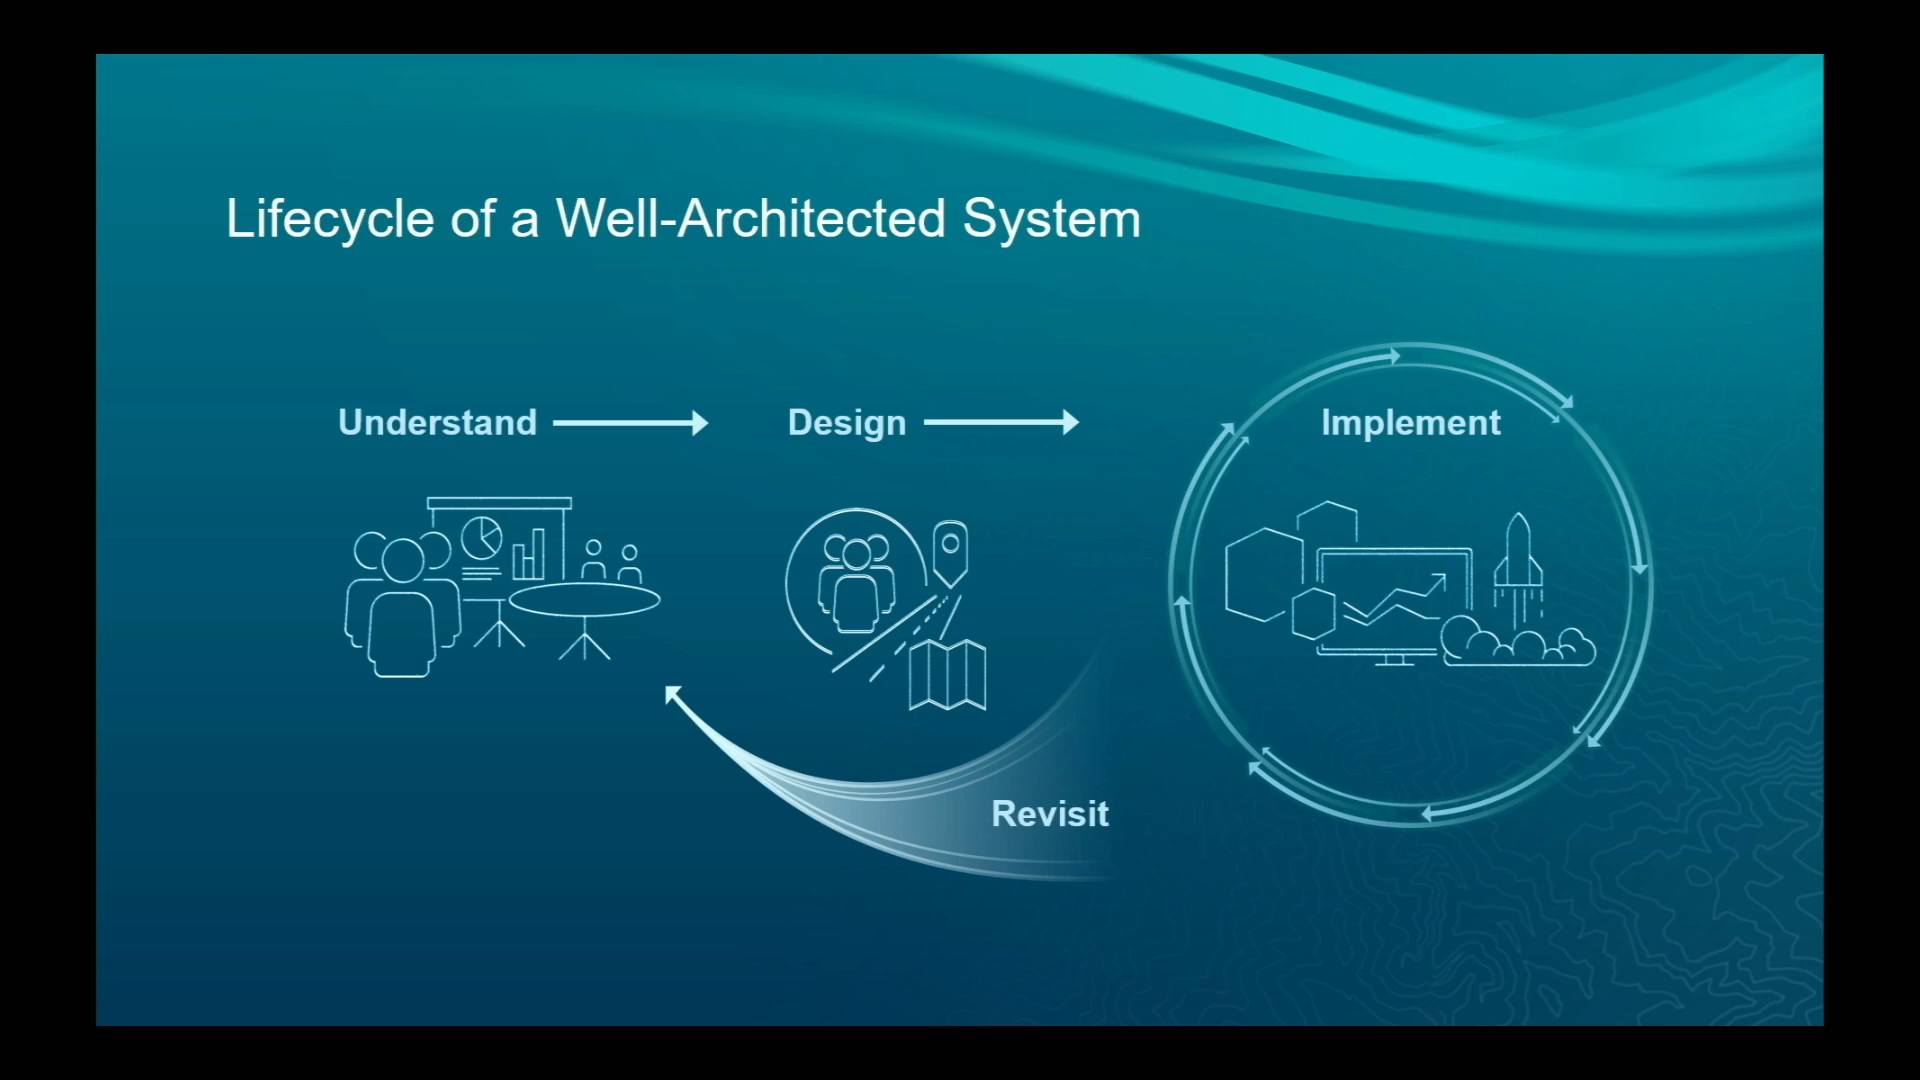 Lifecycle of a Well-Architected System
Understand
Design
Implement
Revisit